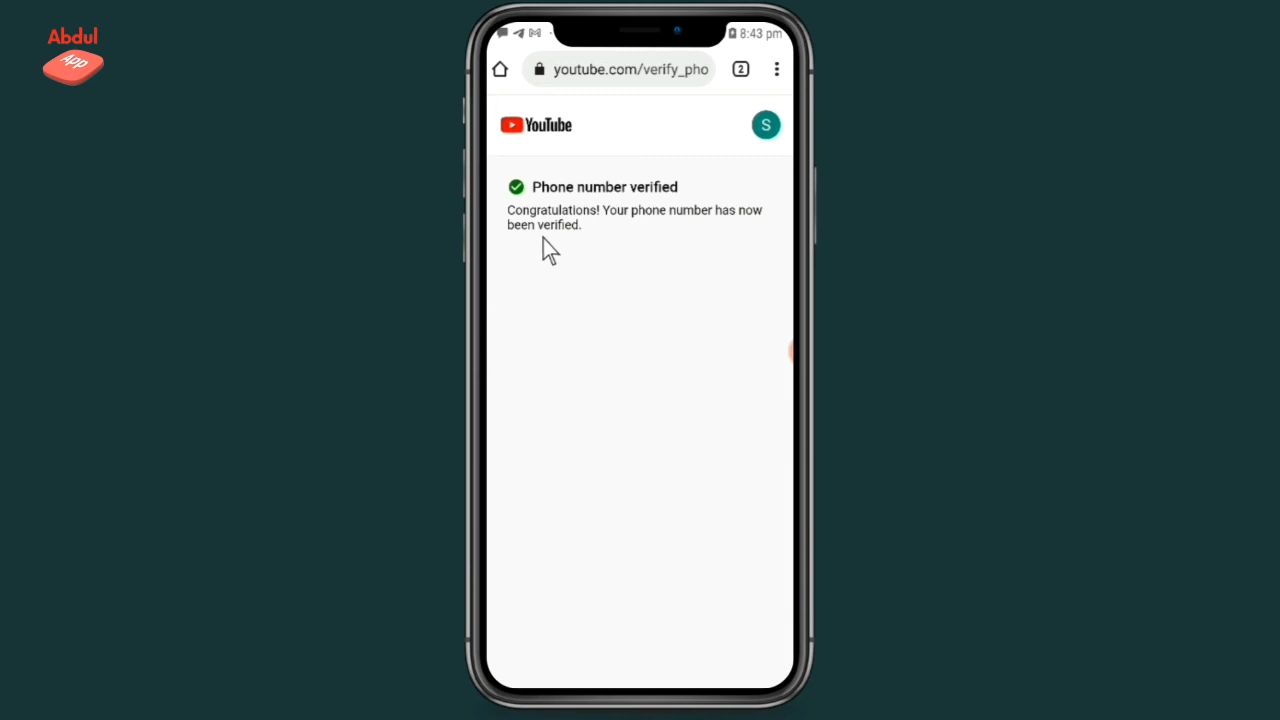 Abdul
App
8:43 pm
youtube.com/verify_pho
2
YouTube
S
Phone number verified
Congratulations! Your phone number has now
been verified.